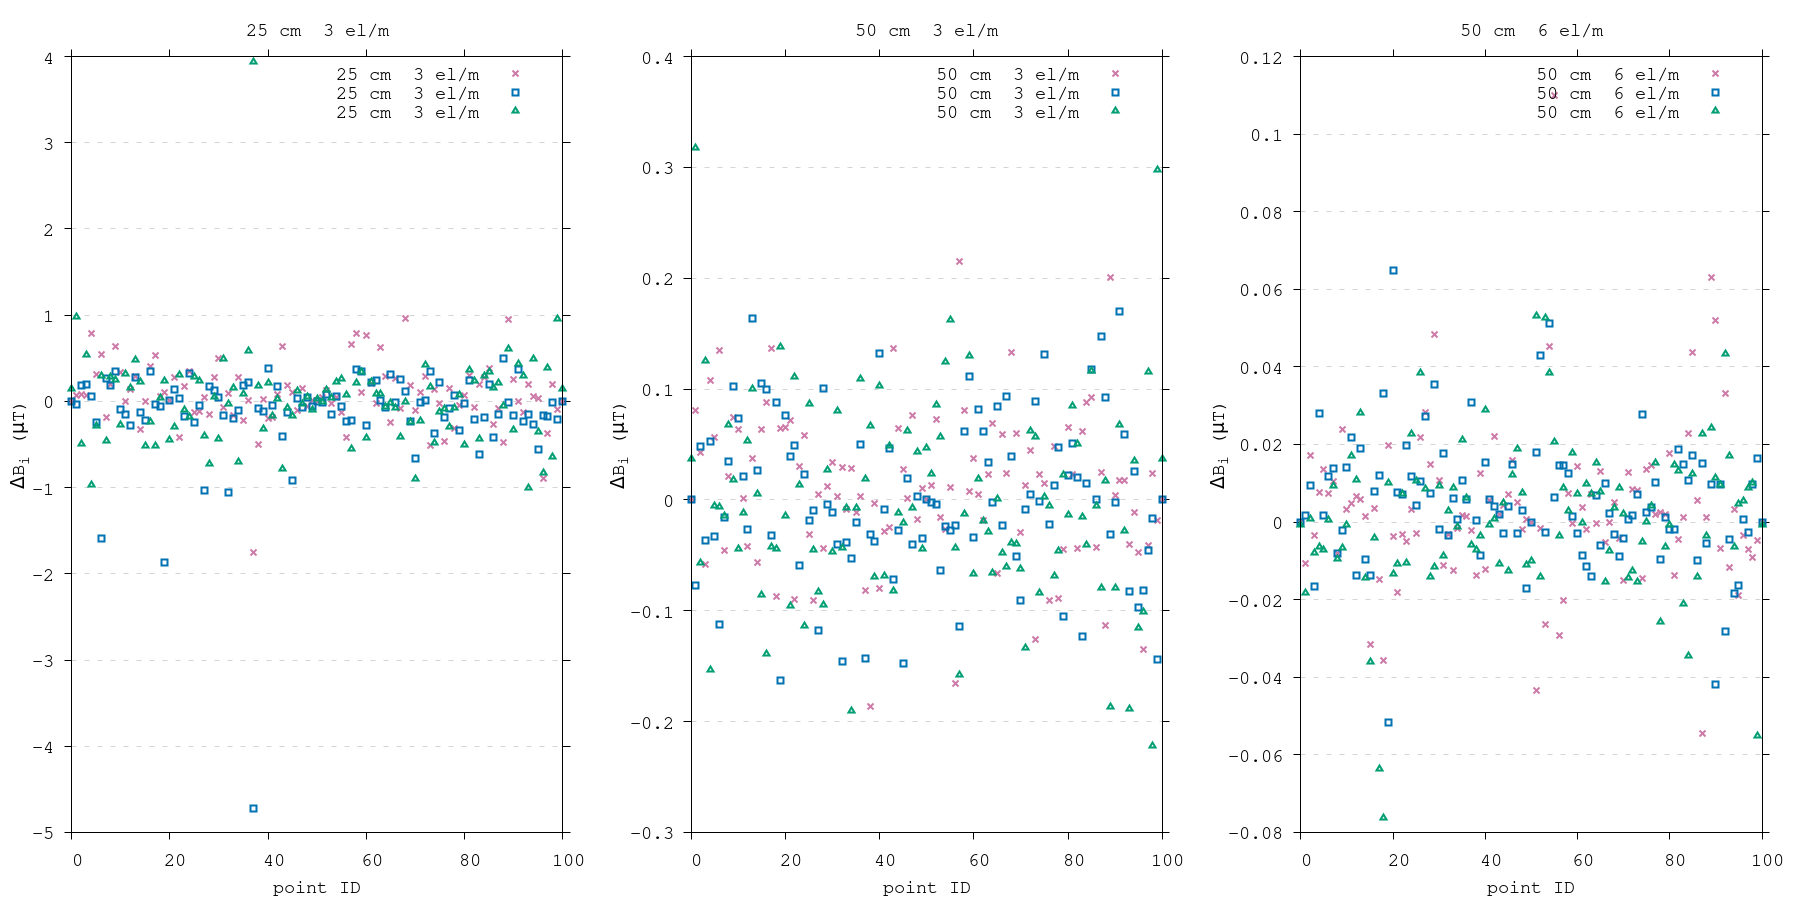 25 cm  3 el/m
25 cm  3 el/m
25 cm  3 el/m
25 cm  3 el/m
4
3
2
1
0
−1
−2
−3
−4
−5
ΔBi (μT)
0 20 40 60 80 100
point ID
50 cm  3 el/m
50 cm  3 el/m
50 cm  3 el/m
50 cm  3 el/m
0.4
0.3
0.2
0.1
0
−0.1
−0.2
−0.3
ΔBi (μT)
0 20 40 60 80 100
point ID
50 cm  6 el/m
50 cm  6 el/m
50 cm  6 el/m
50 cm  6 el/m
0.12
0.1
0.08
0.06
0.04
0.02
0
−0.02
−0.04
−0.06
−0.08
ΔBi (μT)
0 20 40 60 80 100
point ID